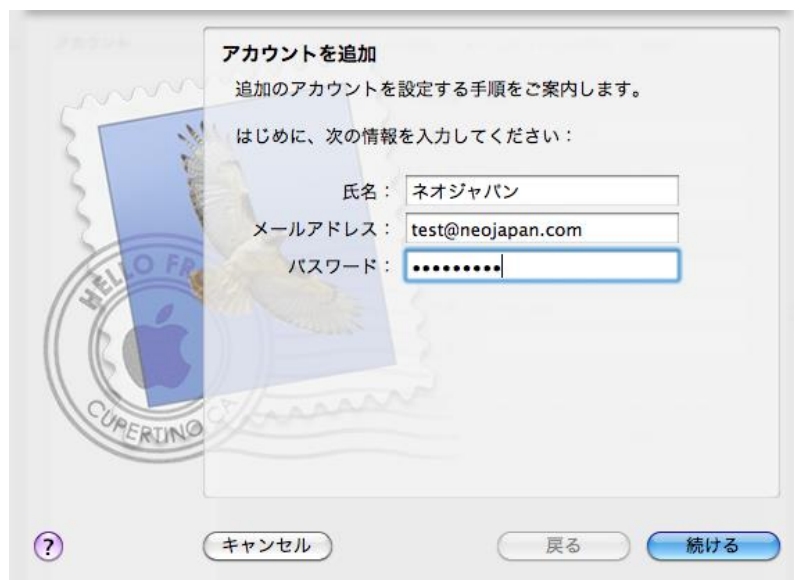 アカウントを追加
追加のアカウントを設定する手順をご案内します。
はじめに、次の情報を入力してください：
氏名： ネオジャパン
メールアドレス： test@neojapan.com
パスワード： •••••••••
HELLO FR
CUPERTINO CA
? キャンセル 戻る 続ける